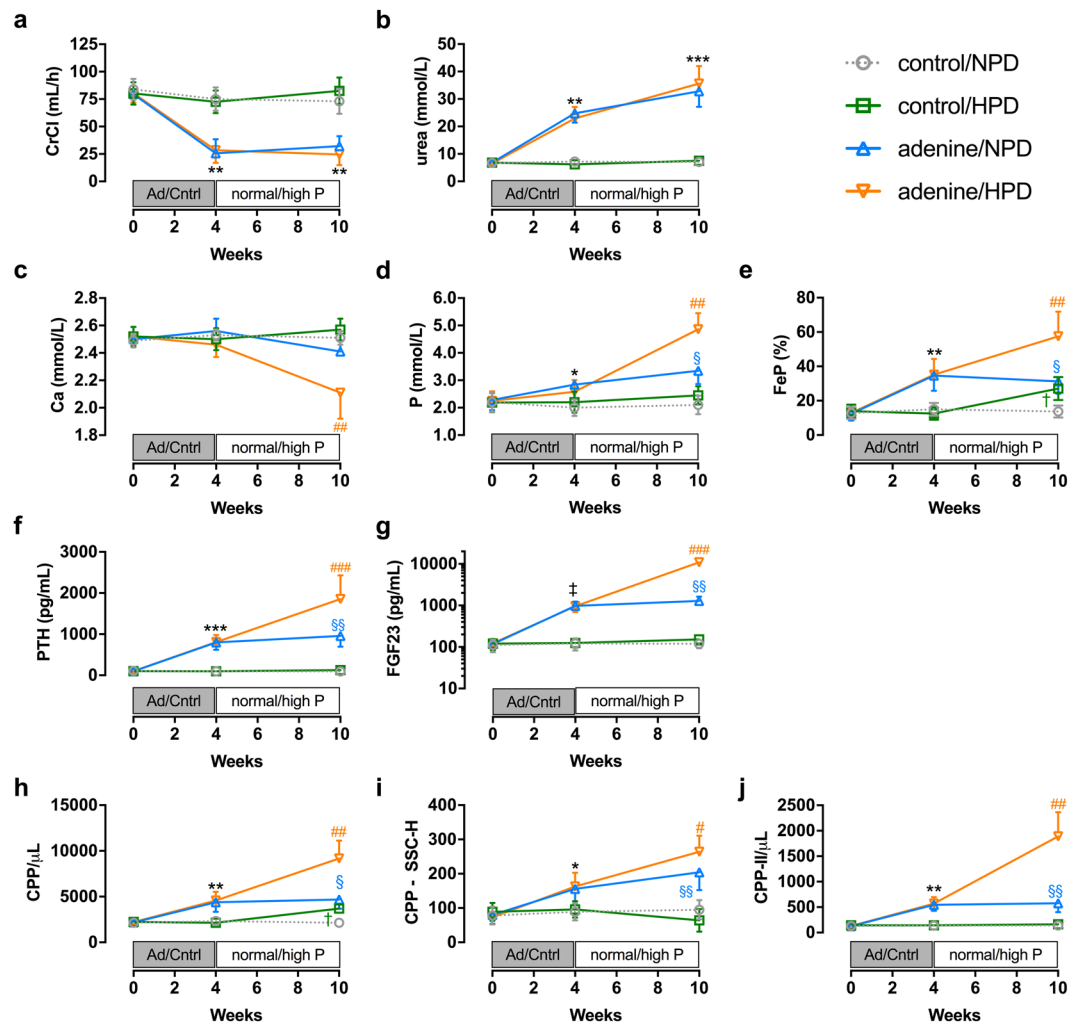 a
CrCl (mL/h)
125
100
75
50
25
0
**
**
Ad/Cntrl normal/high P
0 2 4 6 8 10
Weeks
b
urea (mmol/L)
50
40
30
20
10
0
**
***
Ad/Cntrl normal/high P
0 2 4 6 8 10
Weeks
control/NPD
control/HPD
adenine/NPD
adenine/HPD
c
Ca (mmol/L)
2.8
2.6
2.4
2.2
2.0
1.8
##
Ad/Cntrl normal/high P
0 2 4 6 8 10
Weeks
d
P (mmol/L)
6.0
5.0
4.0
3.0
2.0
1.0
*
##
§
Ad/Cntrl normal/high P
0 2 4 6 8 10
Weeks
e
FeP (%)
80
60
40
20
0
**
##
§
†
Ad/Cntrl normal/high P
0 2 4 6 8 10
Weeks
f
PTH (pg/mL)
3000
2000
1000
0
***
###
§§
Ad/Cntrl normal/high P
0 2 4 6 8 10
Weeks
g
FGF23 (pg/mL)
10000
1000
100
10
‡
###
§§
Ad/Cntrl normal/high P
0 2 4 6 8 10
Weeks
h
CPP/μL
15000
10000
5000
0
**
##
§
†
Ad/Cntrl normal/high P
0 2 4 6 8 10
Weeks
i
CPP - SSC-H
400
300
200
100
0
*
#
§§
Ad/Cntrl normal/high P
0 2 4 6 8 10
Weeks
j
CPP-II/μL
2500
2000
1500
1000
500
0
**
##
§§
Ad/Cntrl normal/high P
0 2 4 6 8 10
Weeks